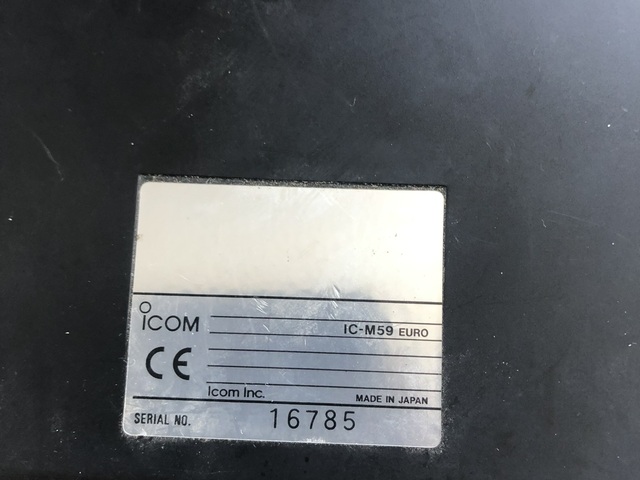 ICOM
IC-M59 EURO
CE
Icom Inc.
MADE IN JAPAN
SERIAL NO. 16785